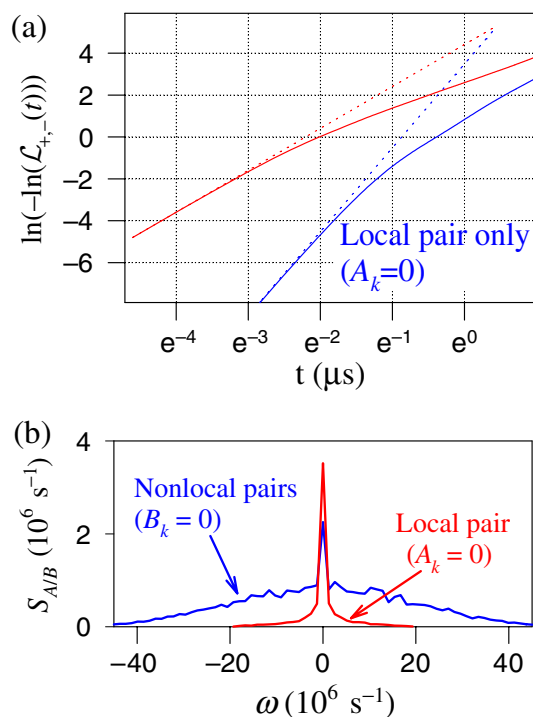 (a)
ln(-ln(ℒ₊,₋(t)))
4
2
0
−2
−4
−6
Local pair only
(Aₖ=0)
e⁻⁴ e⁻³ e⁻² e⁻¹ e⁰
t (μs)
(b)
S_A/B (10⁶ s⁻¹)
4
2
0
Nonlocal pairs
(Bₖ = 0)
Local pair
(Aₖ = 0)
−40 −20 0 20 40
ω (10⁶ s⁻¹)